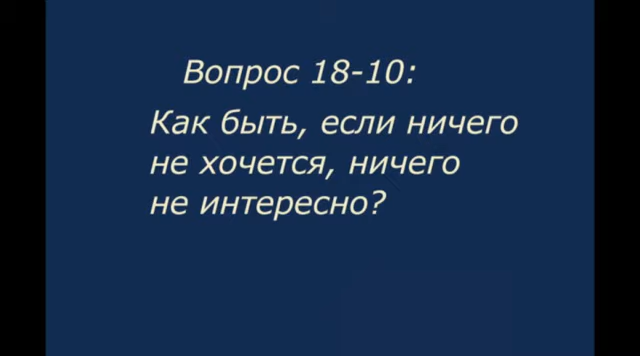 Вопрос 18-10:
Как быть, если ничего
не хочется, ничего
не интересно?